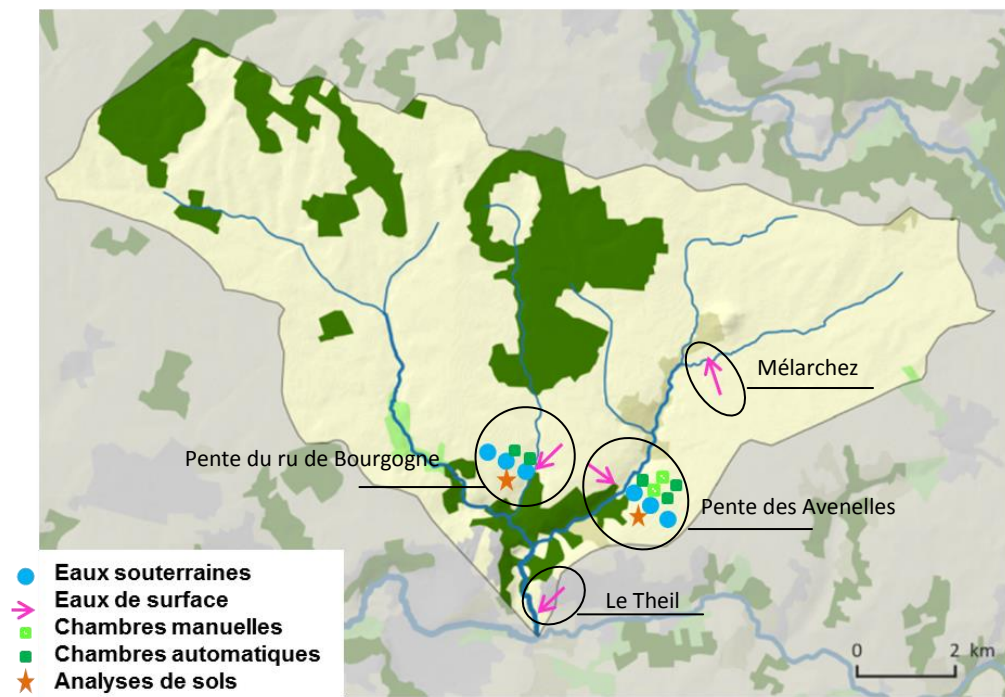 Mélarchez
Pente du ru de Bourgogne
Pente des Avenelles
Le Theil
Eaux souterraines
Eaux de surface
Chambres manuelles
Chambres automatiques
Analyses de sols
0 2 km